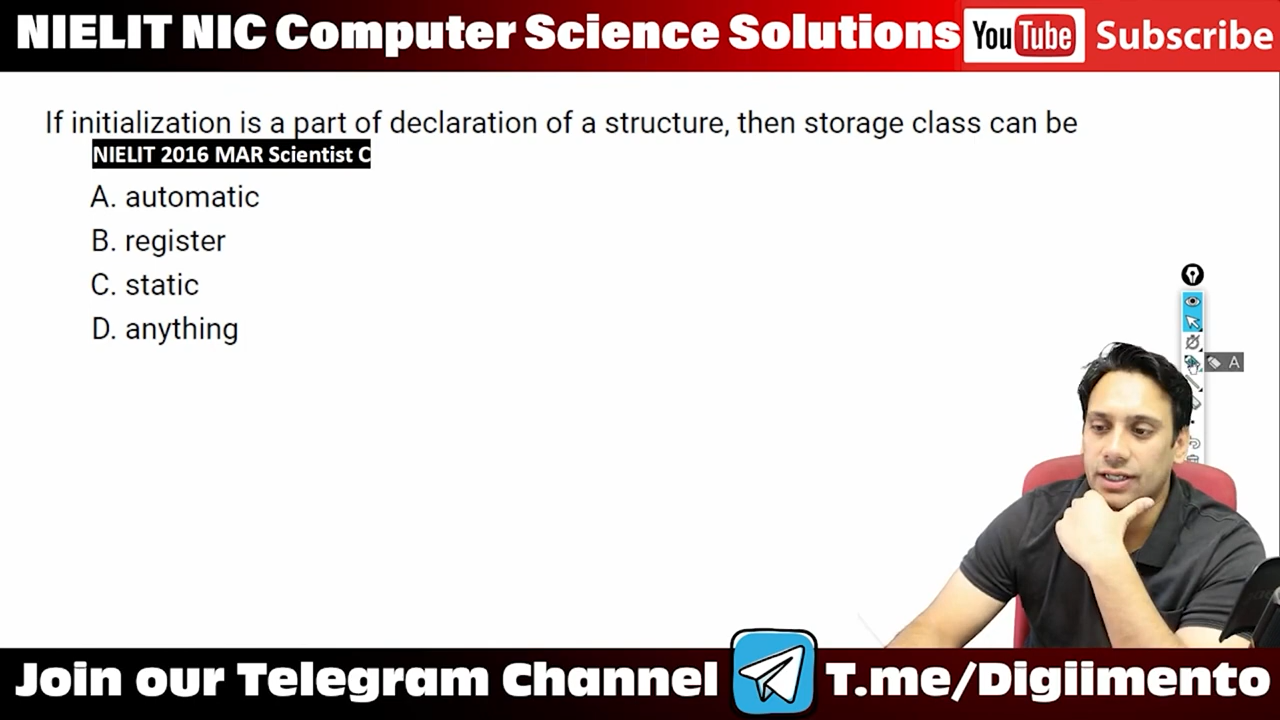 NIELIT NIC Computer Science Solutions YouTube Subscribe
If initialization is a part of declaration of a structure, then storage class can be
NIELIT 2016 MAR Scientist C
A. automatic
B. register
C. static
D. anything
A
Join our Telegram Channel T.me/Digiimento